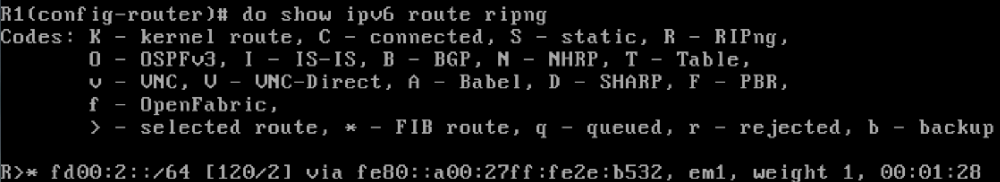 R1(config-router)# do show ipv6 route ripng
Codes: K - kernel route, C - connected, S - static, R - RIPng,
       O - OSPFv3, I - IS-IS, B - BGP, N - NHRP, T - Table,
       v - VNC, V - VNC-Direct, A - Babel, D - SHARP, F - PBR,
       f - OpenFabric,
       > - selected route, * - FIB route, q - queued, r - rejected, b - backup
R>* fd00:2::/64 [120/2] via fe80::a00:27ff:fe2e:b532, em1, weight 1, 00:01:28